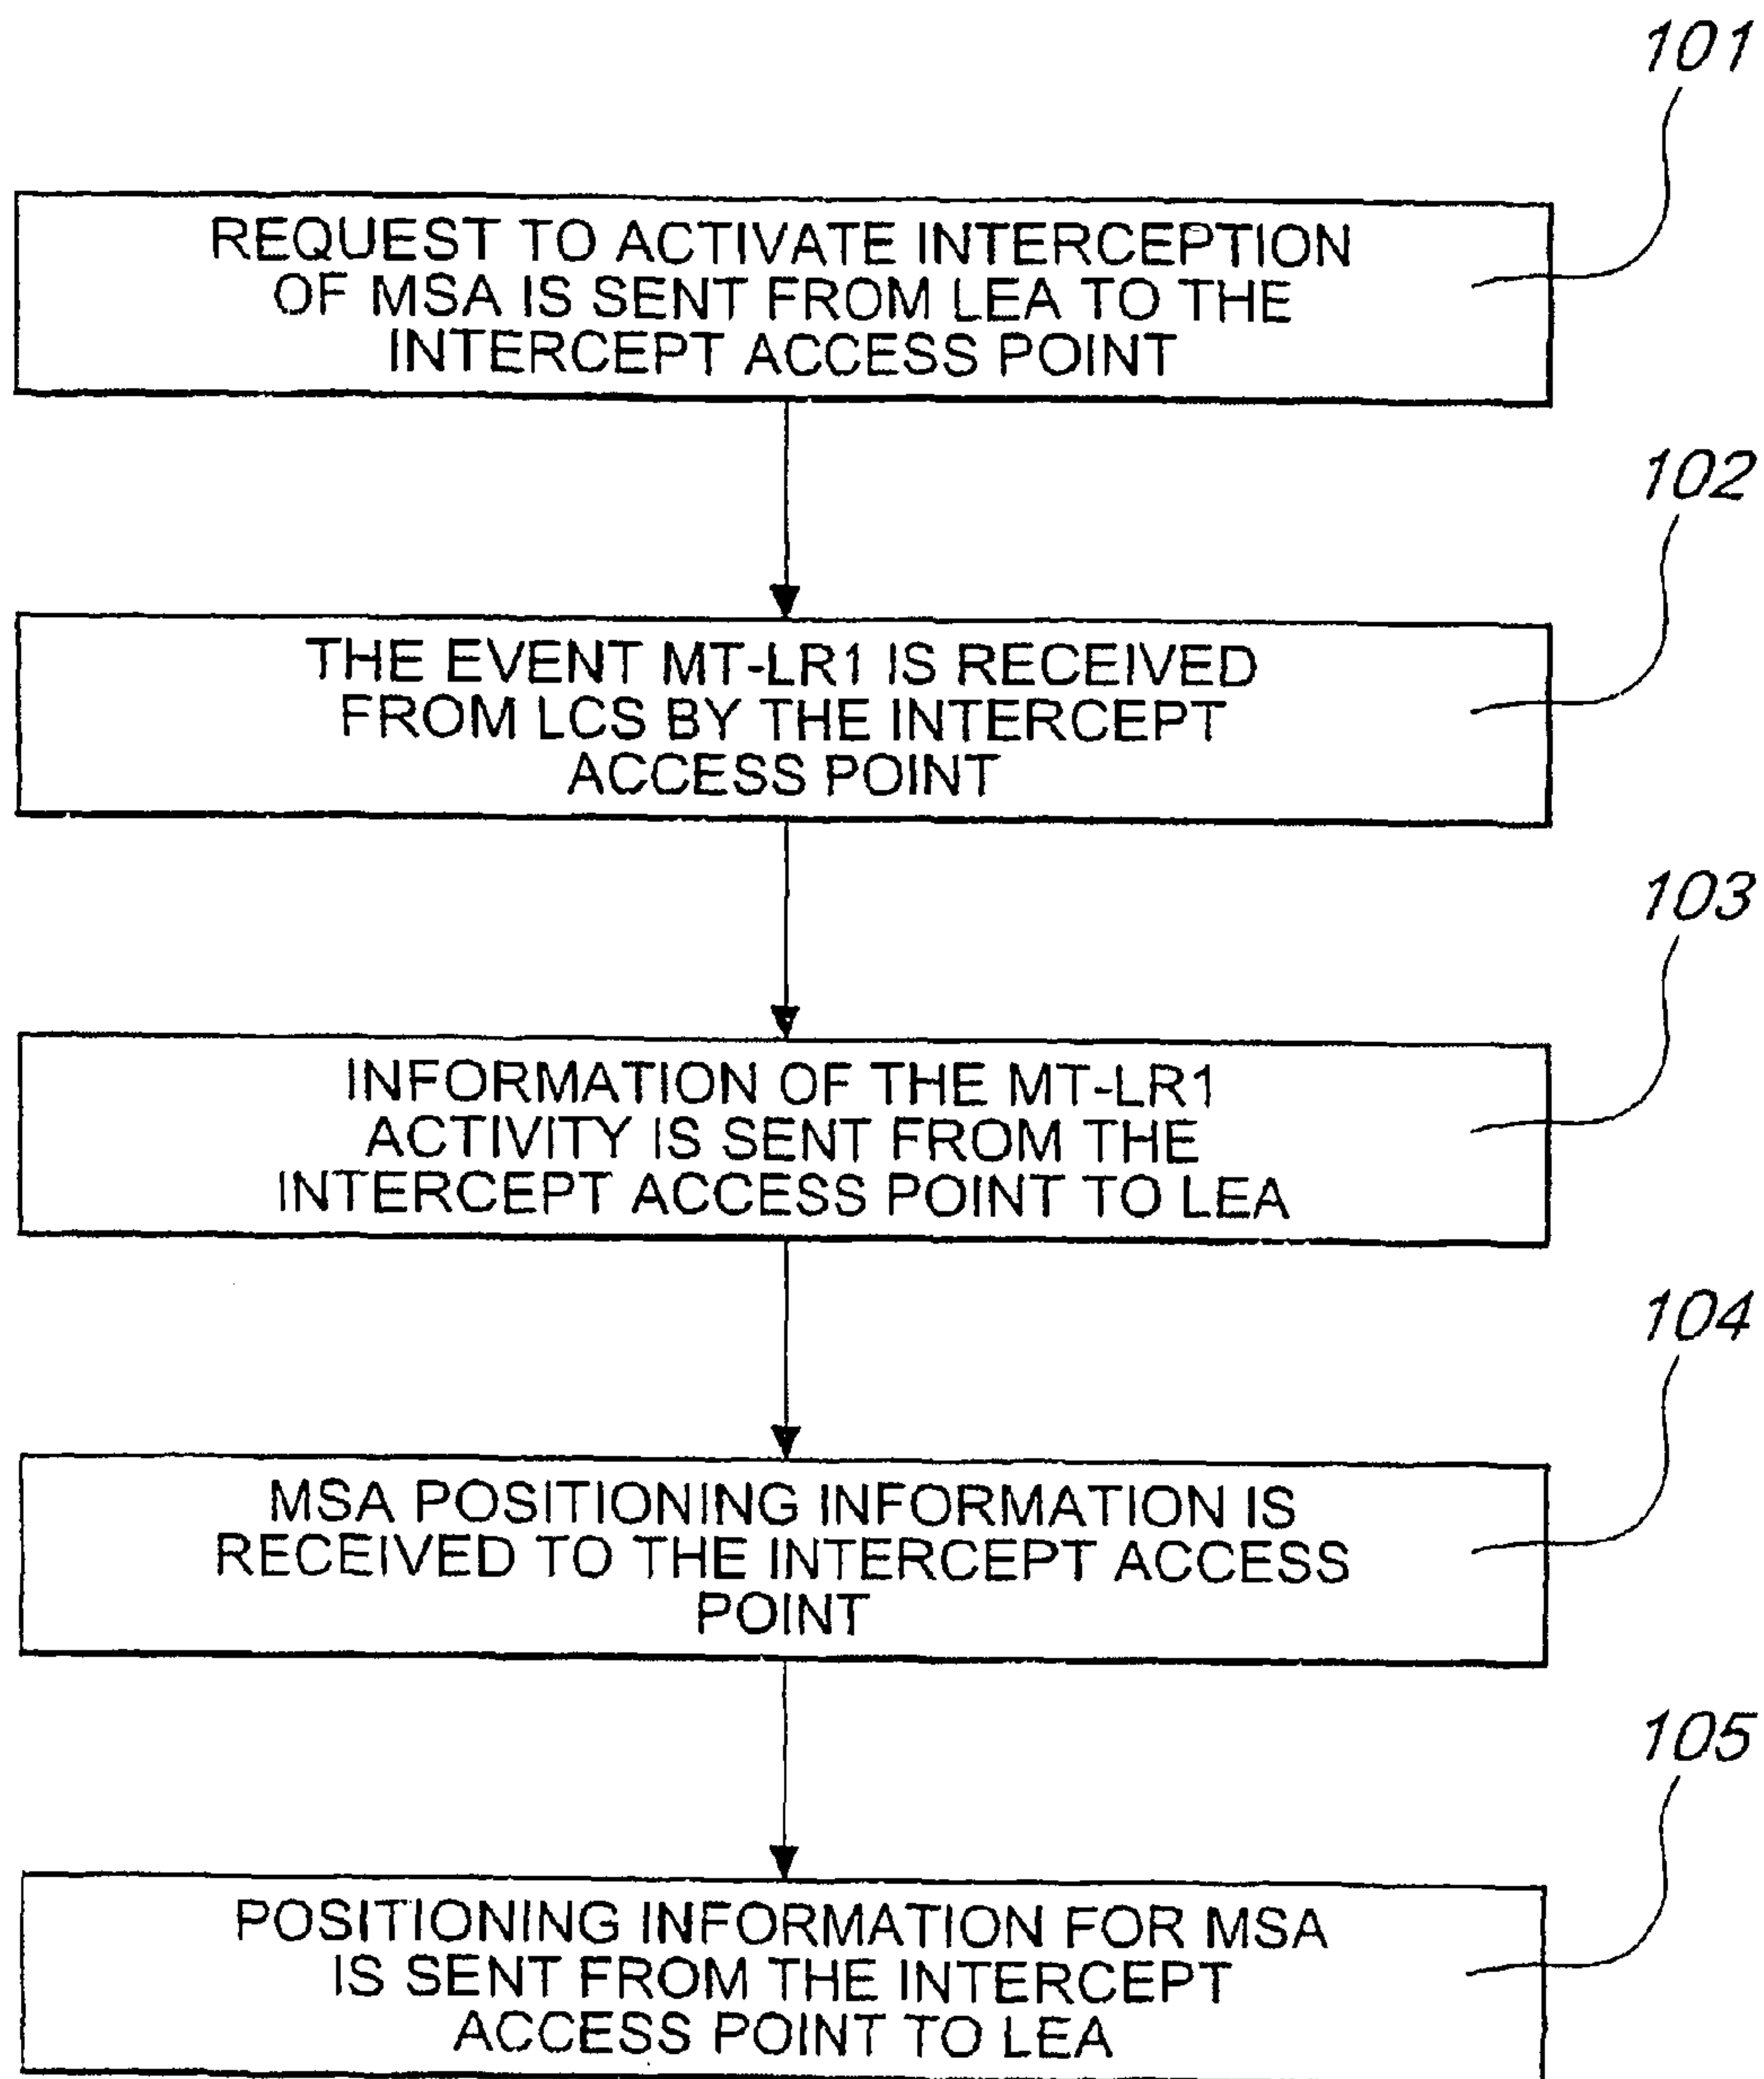 101
REQUEST TO ACTIVATE INTERCEPTION
OF MSA IS SENT FROM LEA TO THE
INTERCEPT ACCESS POINT
102
THE EVENT MT-LR1 IS RECEIVED
FROM LCS BY THE INTERCEPT
ACCESS POINT
103
INFORMATION OF THE MT-LR1
ACTIVITY IS SENT FROM THE
INTERCEPT ACCESS POINT TO LEA
104
MSA POSITIONING INFORMATION IS
RECEIVED TO THE INTERCEPT ACCESS
POINT
105
POSITIONING INFORMATION FOR MSA
IS SENT FROM THE INTERCEPT
ACCESS POINT TO LEA